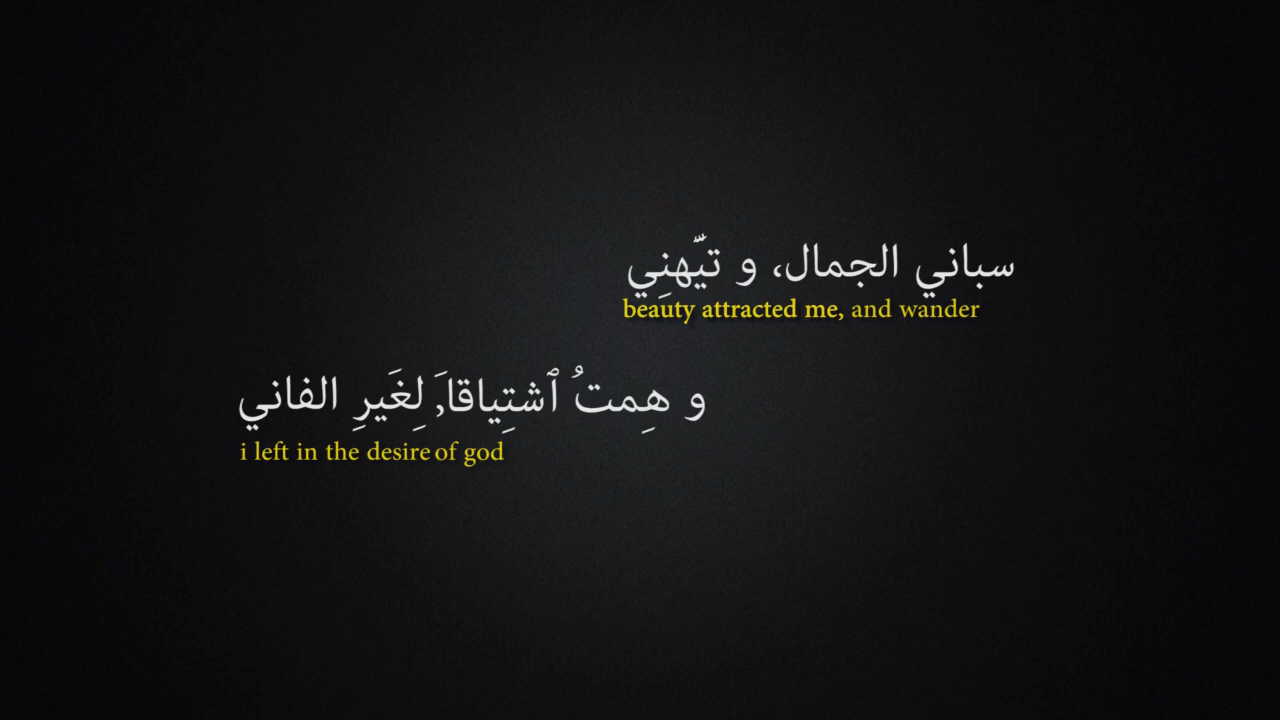 سباني الجمال، و تيّهنِي
beauty attracted me, and wander
و هِمتُ ٱشتِياقاَ, لِغَيرِ الفاني
i left in the desire of god